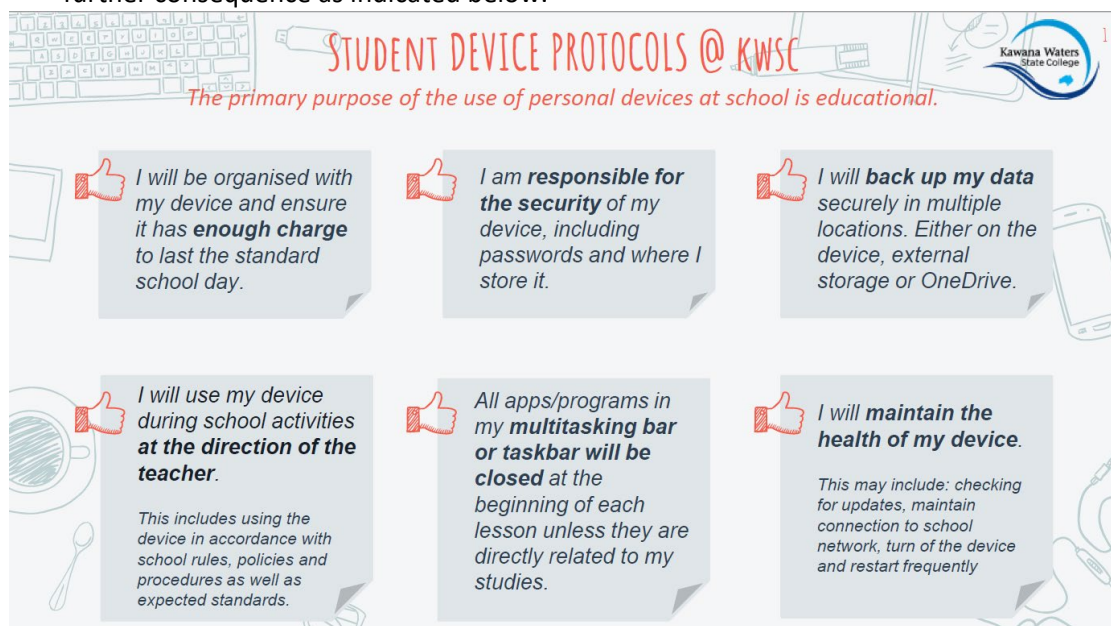 further consequence as indicated below.
STUDENT DEVICE PROTOCOLS @ KWSC
1
Kawana Waters
State College
The primary purpose of the use of personal devices at school is educational.
I will be organised with
my device and ensure
it has enough charge
to last the standard
school day.
I am responsible for
the security of my
device, including
passwords and where I
store it.
I will back up my data
securely in multiple
locations. Either on the
device, external
storage or OneDrive.
I will use my device
during school activities
at the direction of the
teacher.
This includes using the
device in accordance with
school rules, policies and
procedures as well as
expected standards.
All apps/programs in
my multitasking bar
or taskbar will be
closed at the
beginning of each
lesson unless they are
directly related to my
studies.
I will maintain the
health of my device.
This may include: checking
for updates, maintain
connection to school
network, turn of the device
and restart frequently